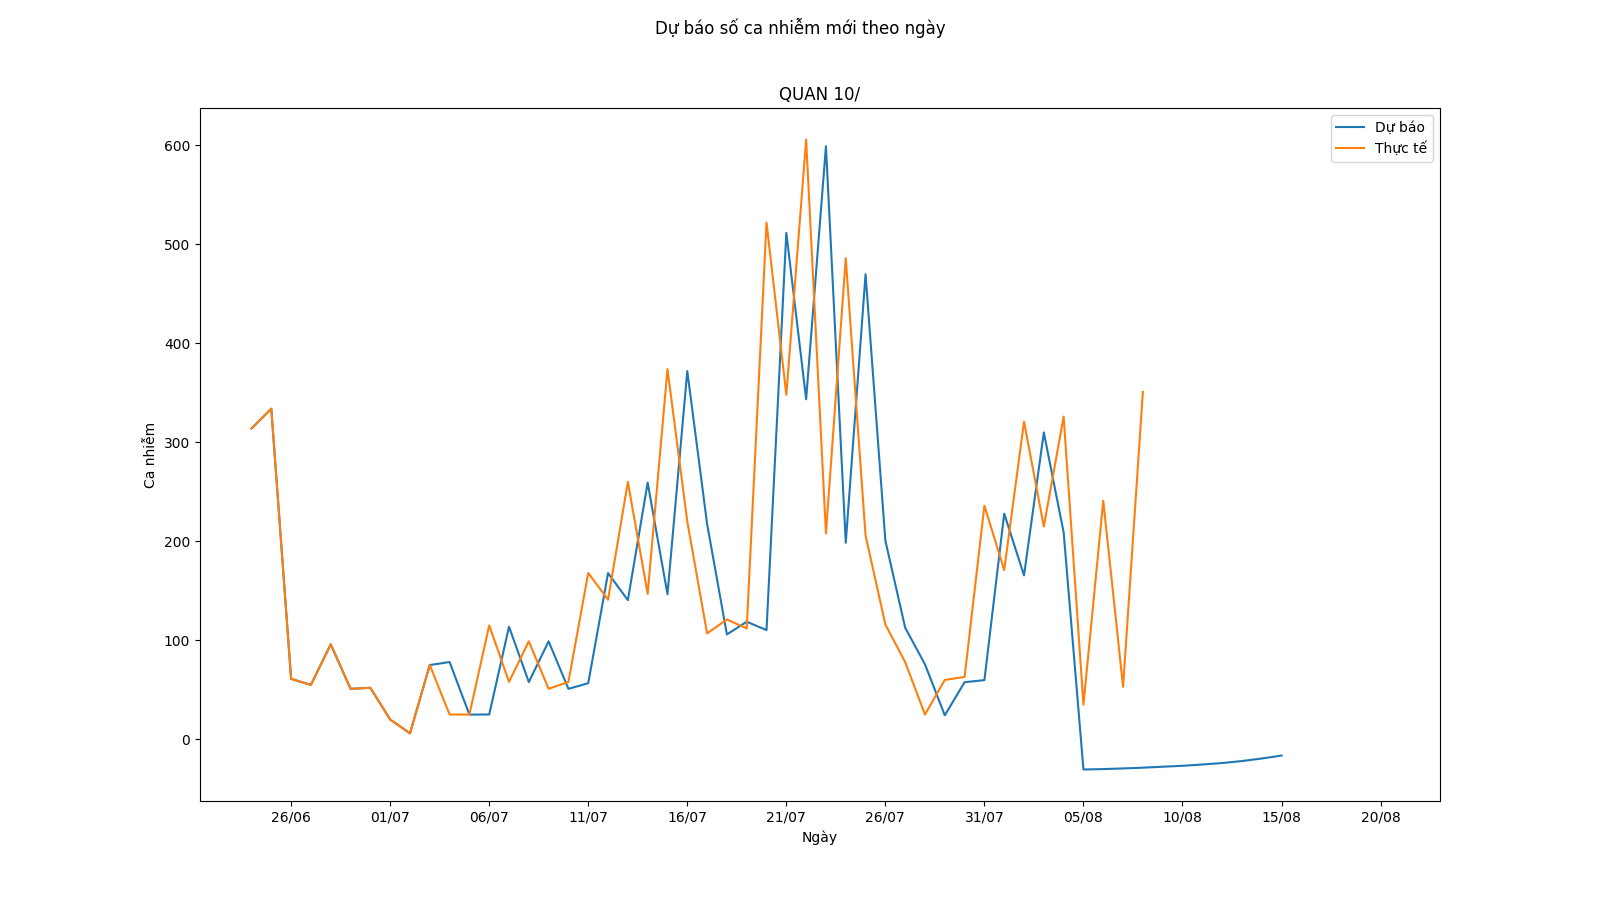 Dự báo số ca nhiễm mới theo ngày
QUAN 10/
Dự báo
Thực tế
600
500
400
300
200
100
0
Ca nhiễm
26/06 01/07 06/07 11/07 16/07 21/07 26/07 31/07 05/08 10/08 15/08 20/08
Ngày